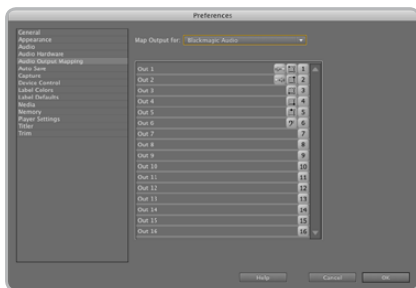 Preferences
General
Appearance
Audio
Audio Hardware
Audio Output Mapping
Auto Save
Capture
Device Control
Label Colors
Label Defaults
Media
Memory
Player Settings
Titler
Trim
Map Output for: Blackmagic Audio
Out 1 1
Out 2 2
Out 3 3
Out 4 4
Out 5 5
Out 6 6
Out 7 7
Out 8 8
Out 9 9
Out 10 10
Out 11 11
Out 12 12
Out 13 13
Out 14 14
Out 15 15
Out 16 16
Help Cancel OK